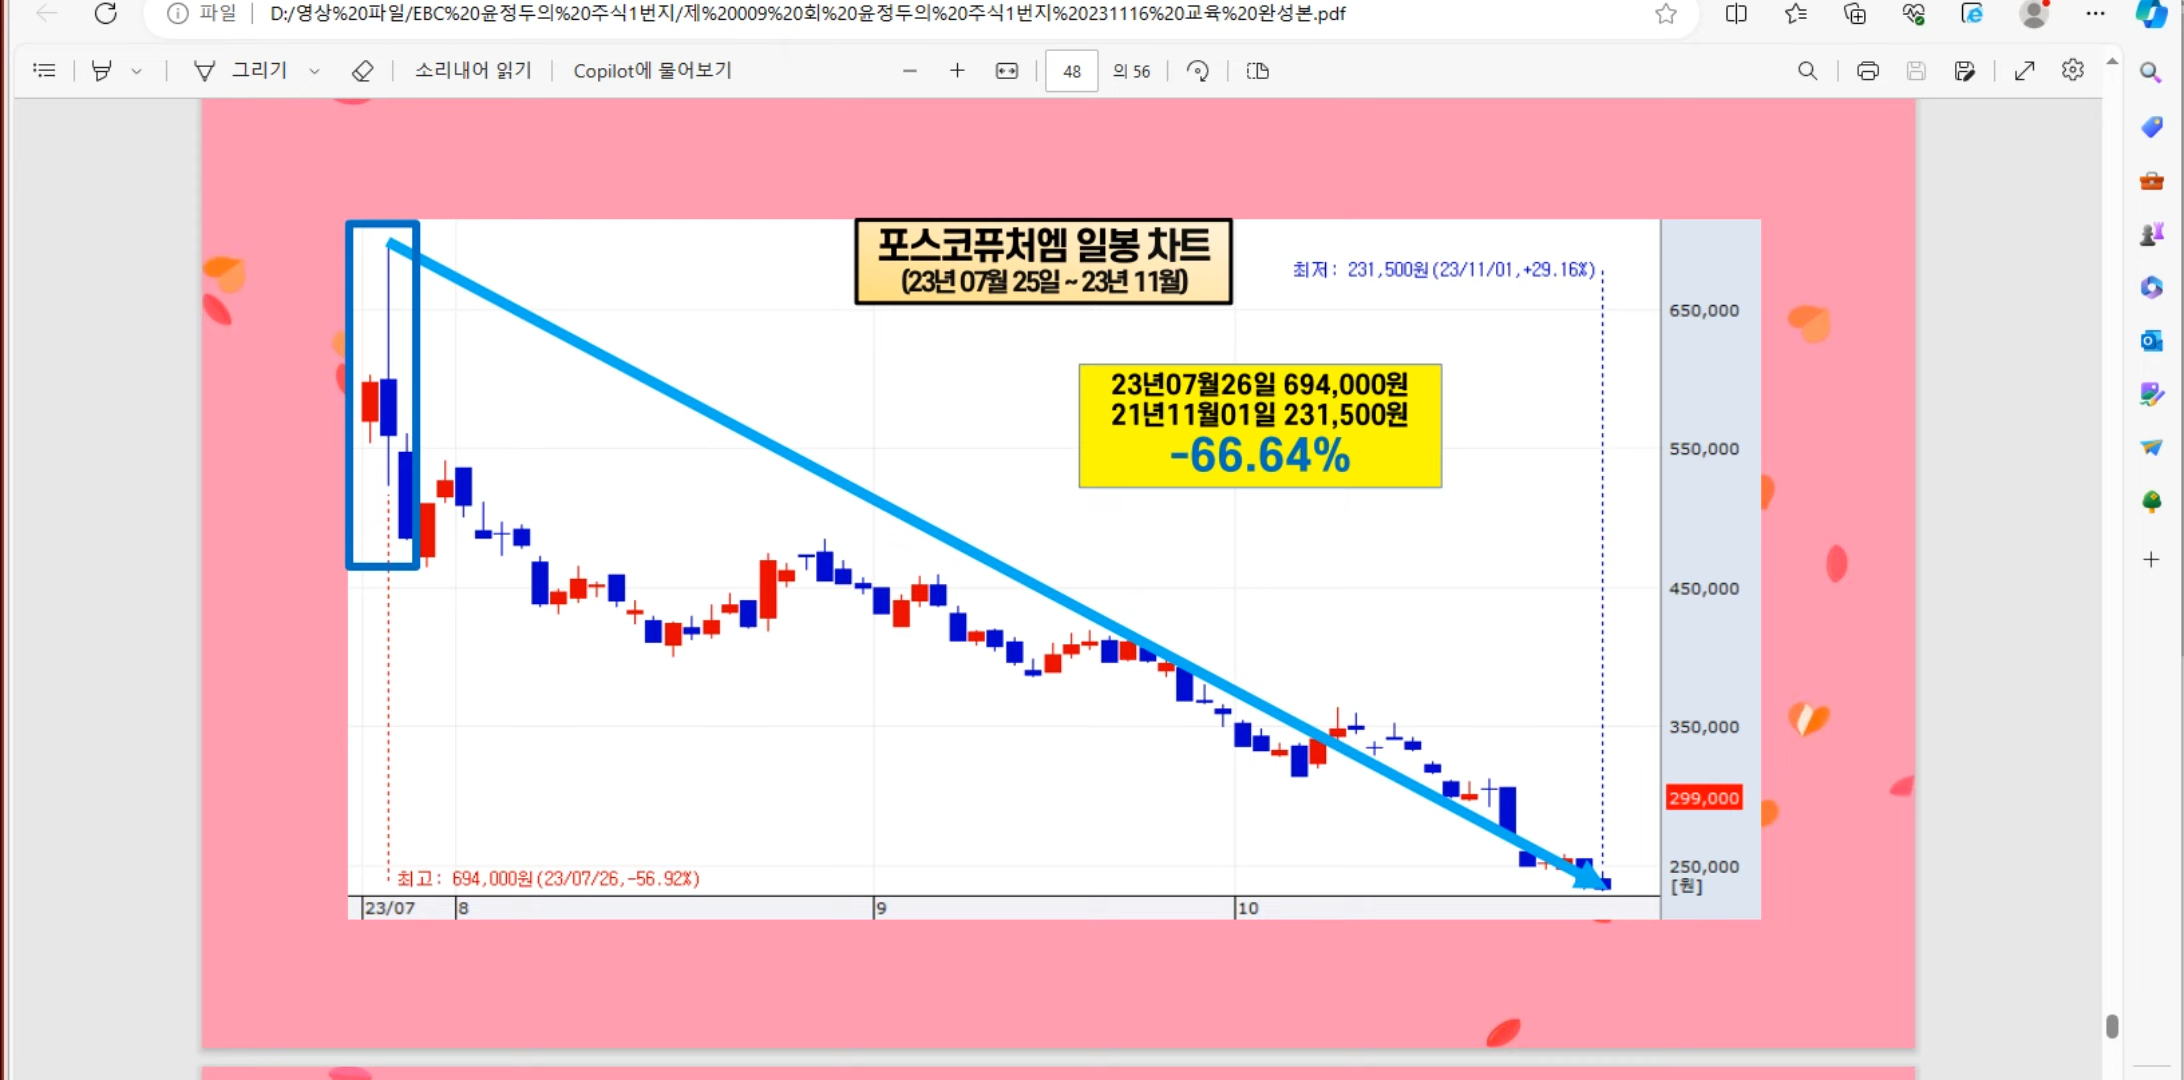 파일
D:/영상%20파일/EBC%20윤정두의%20주식1번지/제%20009%20회%20윤정두의%20주식1번지%20231116%20교육%20완성본.pdf
그리기
소리내어 읽기
Copilot에 물어보기
48
의 56
포스코퓨처엠 일봉 차트
(23년 07월 25일 ~ 23년 11월)
최저: 231,500원(23/11/01,+29.16%)
23년07월26일 694,000원
21년11월01일 231,500원
-66.64%
650,000
550,000
450,000
350,000
299,000
250,000
[원]
최고: 694,000원(23/07/26,-56.92%)
23/07
8
9
10